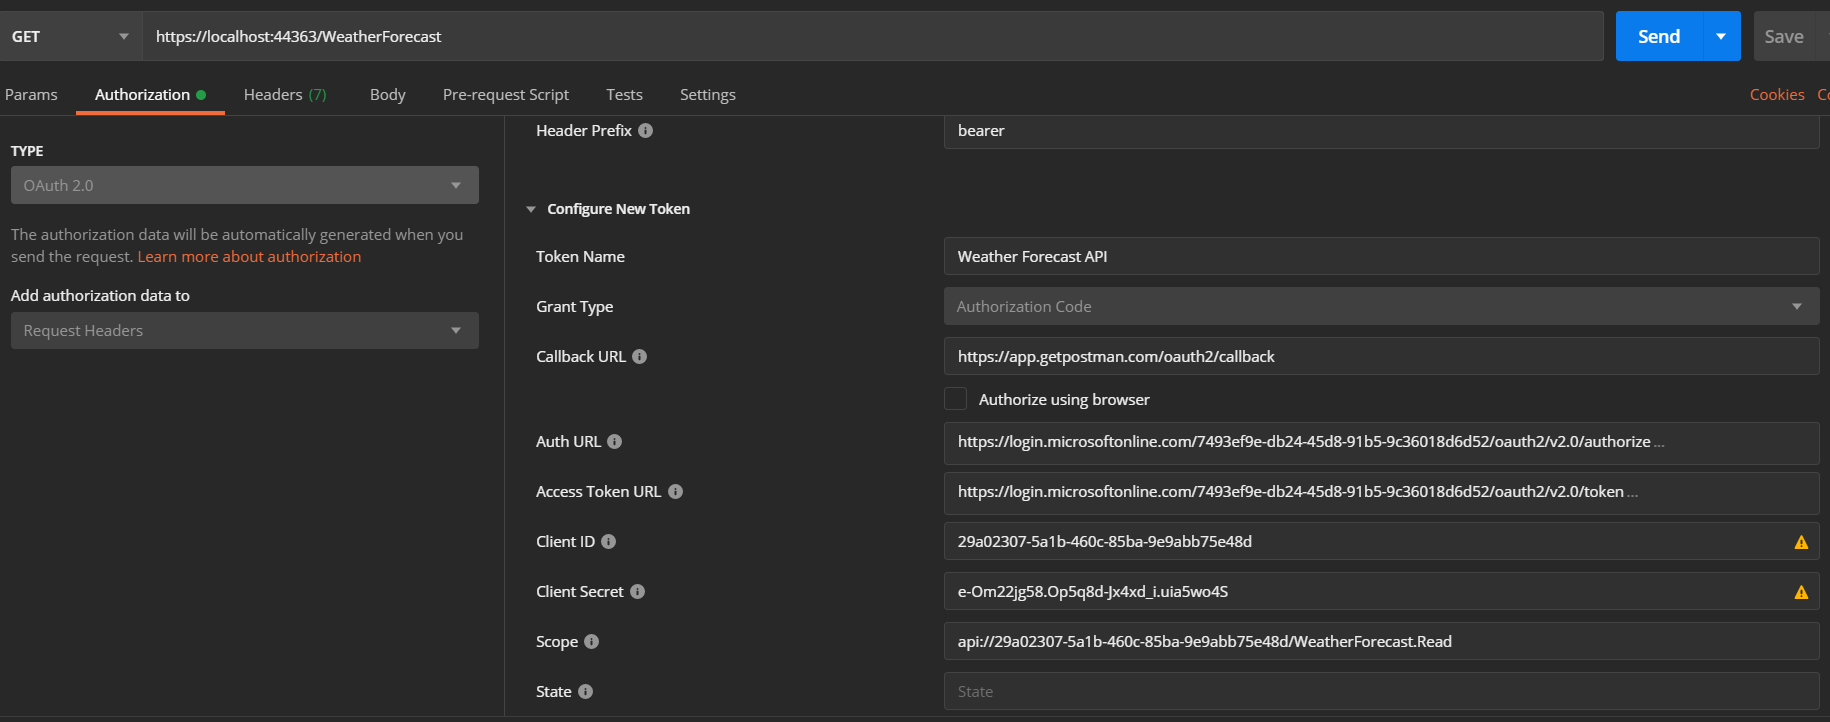 GET
https://localhost:44363/WeatherForecast
Send
Save
Params
Authorization
Headers (7)
Body
Pre-request Script
Tests
Settings
Cookies
TYPE
OAuth 2.0
The authorization data will be automatically generated when you
send the request. Learn more about authorization
Add authorization data to
Request Headers
Header Prefix
bearer
Configure New Token
Token Name
Weather Forecast API
Grant Type
Authorization Code
Callback URL
https://app.getpostman.com/oauth2/callback
Authorize using browser
Auth URL
https://login.microsoftonline.com/7493ef9e-db24-45d8-91b5-9c36018d6d52/oauth2/v2.0/authorize ...
Access Token URL
https://login.microsoftonline.com/7493ef9e-db24-45d8-91b5-9c36018d6d52/oauth2/v2.0/token ...
Client ID
29a02307-5a1b-460c-85ba-9e9abb75e48d
Client Secret
e-Om22jg58.Op5q8d-Jx4xd_i.uia5wo4S
Scope
api://29a02307-5a1b-460c-85ba-9e9abb75e48d/WeatherForecast.Read
State
State